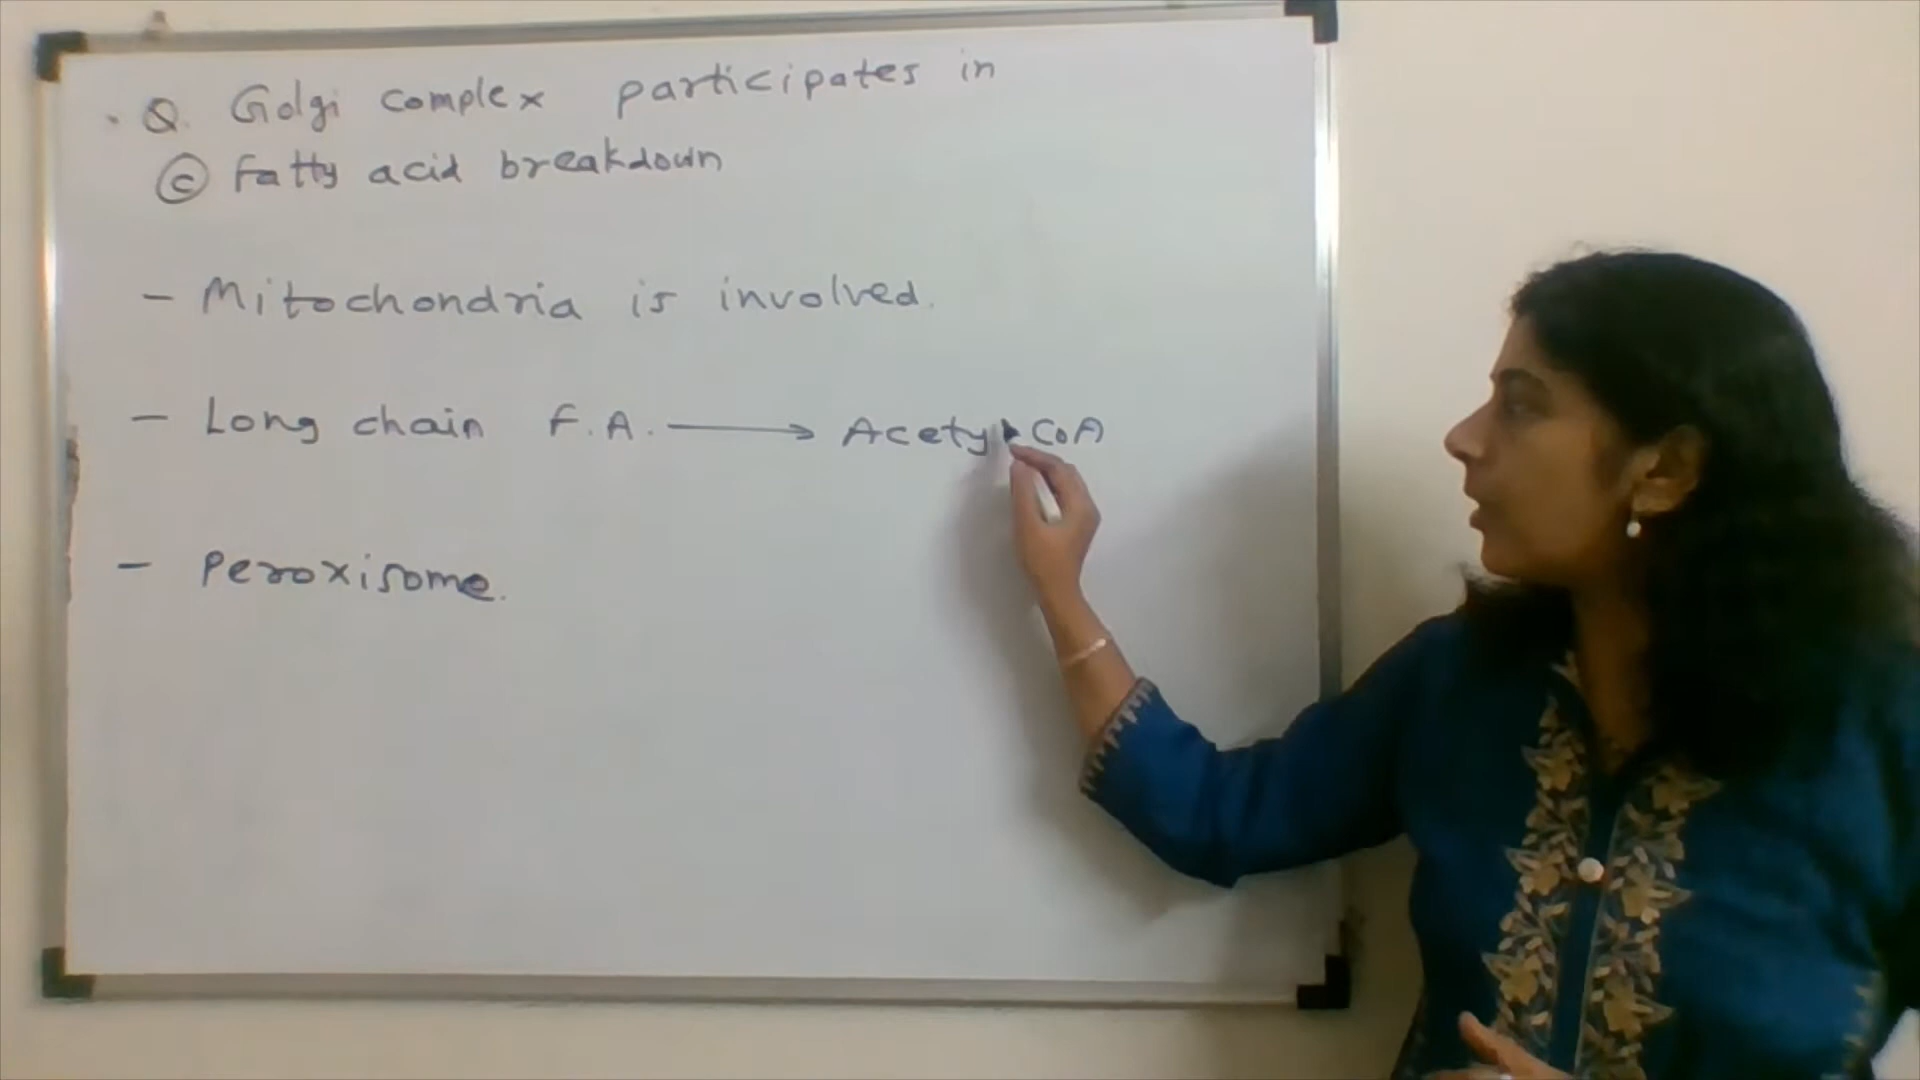 Q. Golgi complex participates in
c fatty acid breakdown
- Mitochondria is involved.
- Long chain F.A. → Acetyl CoA
- Peroxisome.